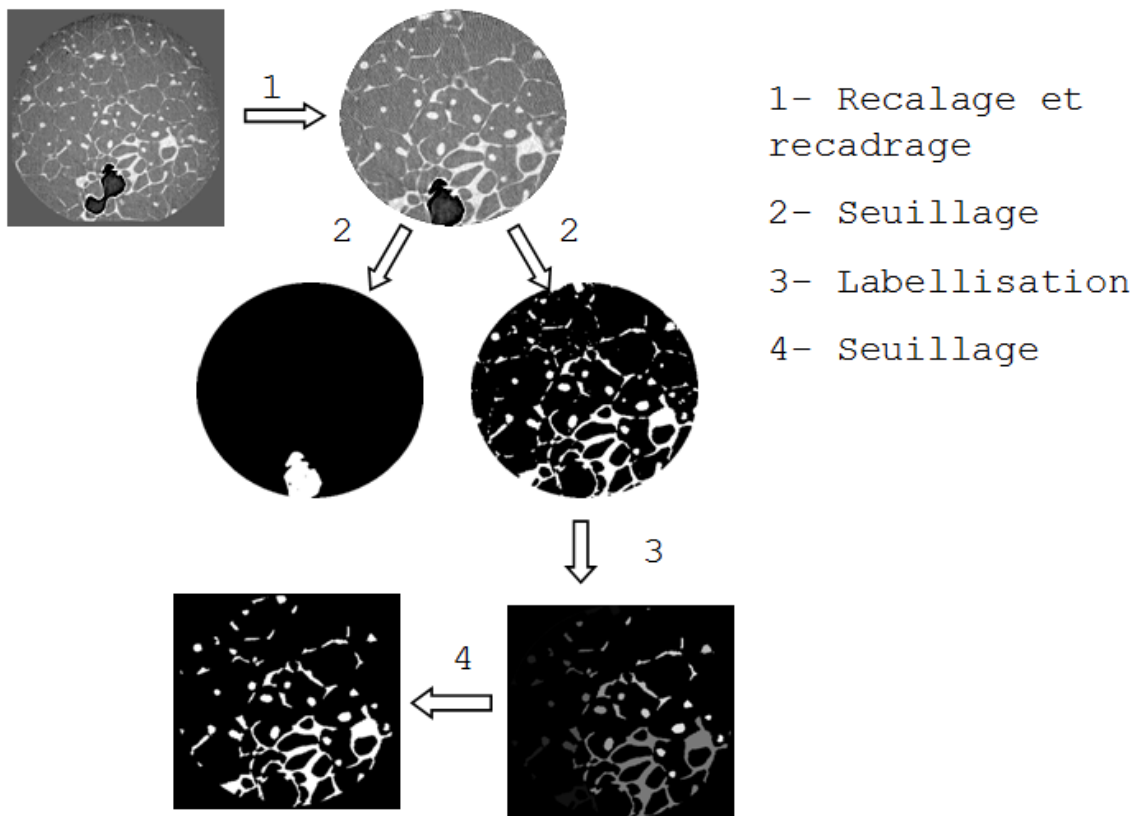 1
1- Recalage et
recadrage
2
2
2- Seuillage
3- Labellisation
4- Seuillage
3
4